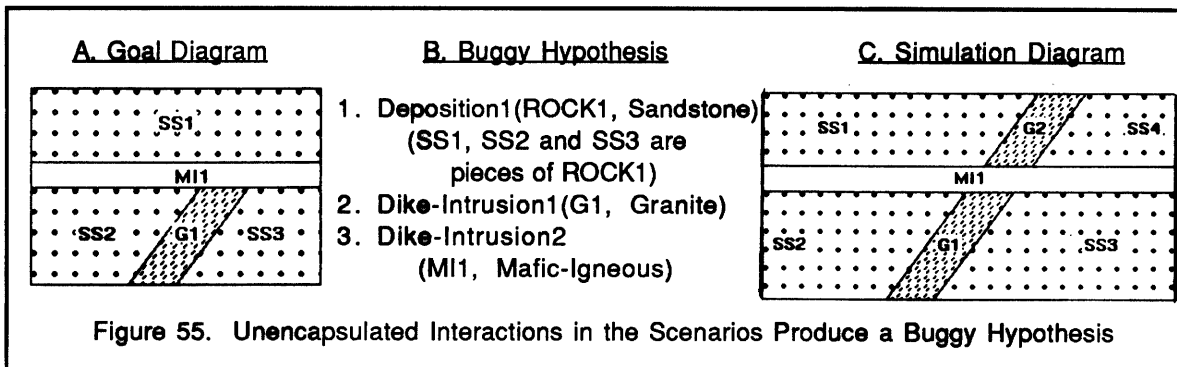 A. Goal Diagram
SS1
MI1
SS2
G1
SS3
B. Buggy Hypothesis
1. Deposition1(ROCK1, Sandstone)
(SS1, SS2 and SS3 are
pieces of ROCK1)
2. Dike-Intrusion1(G1, Granite)
3. Dike-Intrusion2
(MI1, Mafic-Igneous)
C. Simulation Diagram
SS1
G2
SS4
MI1
SS2
G1
SS3
Figure 55. Unencapsulated Interactions in the Scenarios Produce a Buggy Hypothesis